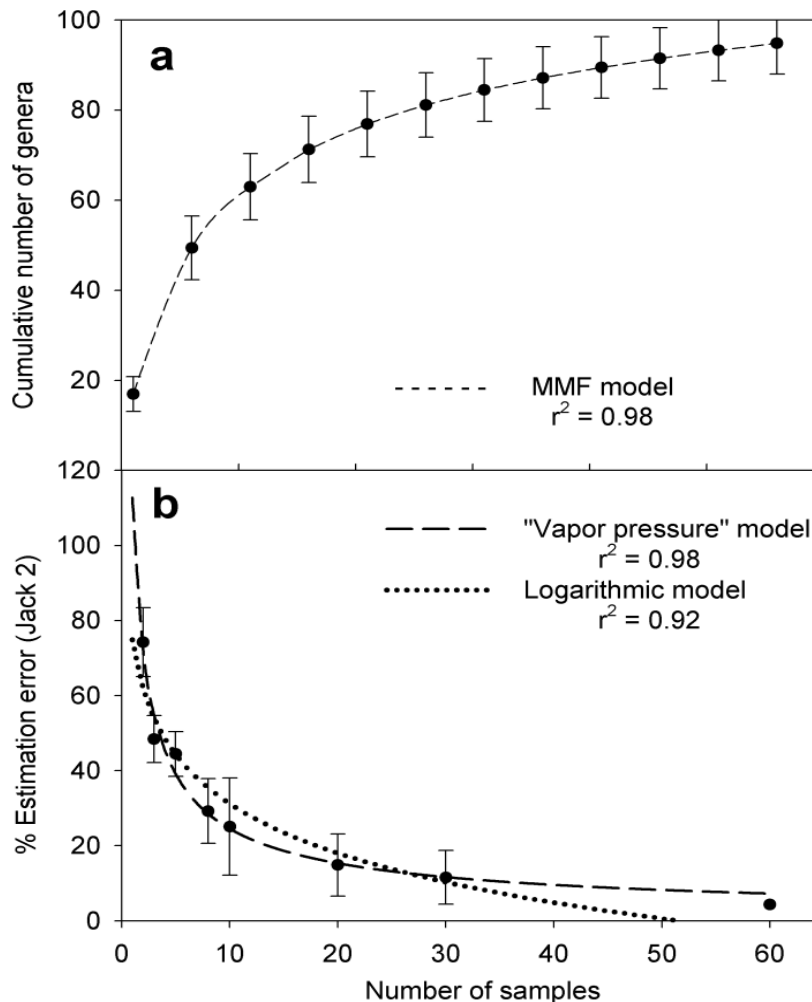 a
100
80
60
40
20
Cumulative number of genera
MMF model
r² = 0.98
b
120
100
80
60
40
20
0
% Estimation error (Jack 2)
"Vapor pressure" model
r² = 0.98
Logarithmic model
r² = 0.92
0 10 20 30 40 50 60
Number of samples